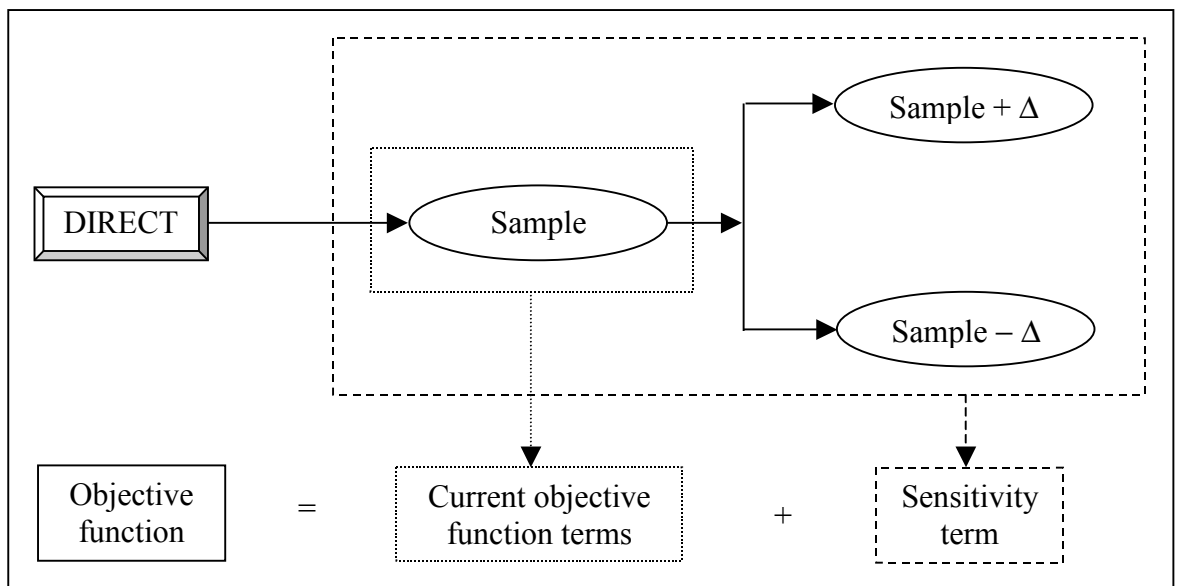 Sample + Δ
DIRECT
Sample
Sample − Δ
Objective
function
=
Current objective
function terms
+
Sensitivity
term